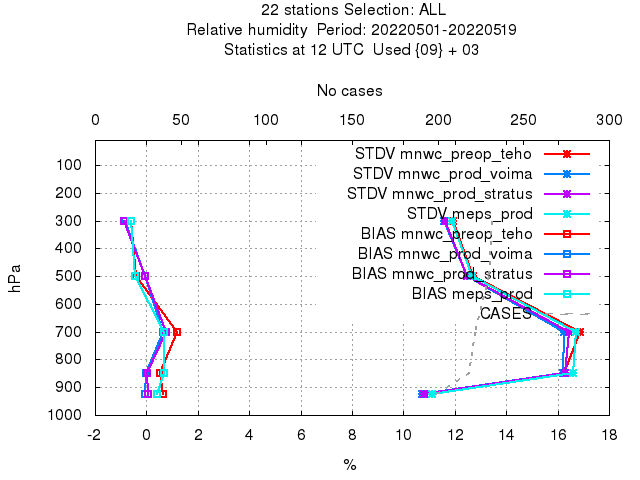 22 stations Selection: ALL
Relative humidity Period: 20220501-20220519
Statistics at 12 UTC Used {09} + 03
No cases
0 50 100 150 200 250 300
STDV mnwc_preop_teho
STDV mnwc_prod_voima
STDV mnwc_prod_stratus
STDV meps_prod
BIAS mnwc_preop_teho
BIAS mnwc_prod_voima
BIAS mnwc_prod_stratus
BIAS meps_prod
CASES
hPa
100
200
300
400
500
600
700
800
900
1000
-2 0 2 4 6 8 10 12 14 16 18
%